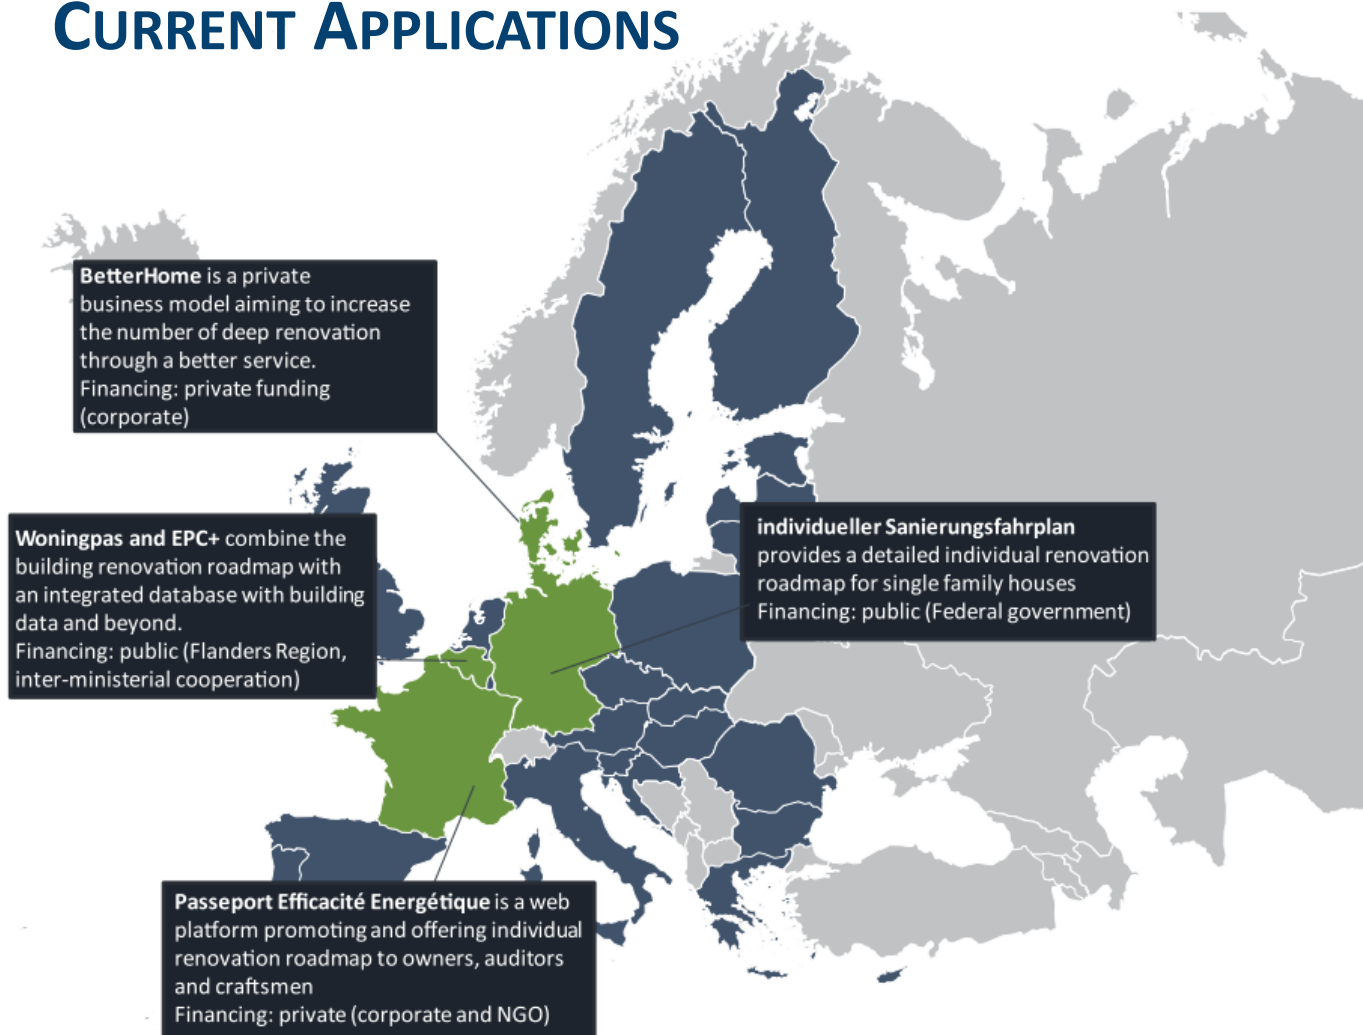 CURRENT APPLICATIONS
BetterHome is a private
business model aiming to increase
the number of deep renovation
through a better service.
Financing: private funding
(corporate)
Woningpas and EPC+ combine the
building renovation roadmap with
an integrated database with building
data and beyond.
Financing: public (Flanders Region,
inter-ministerial cooperation)
individueller Sanierungsfahrplan
provides a detailed individual renovation
roadmap for single family houses
Financing: public (Federal government)
Passeport Efficacité Energétique is a web
platform promoting and offering individual
renovation roadmap to owners, auditors
and craftsmen
Financing: private (corporate and NGO)